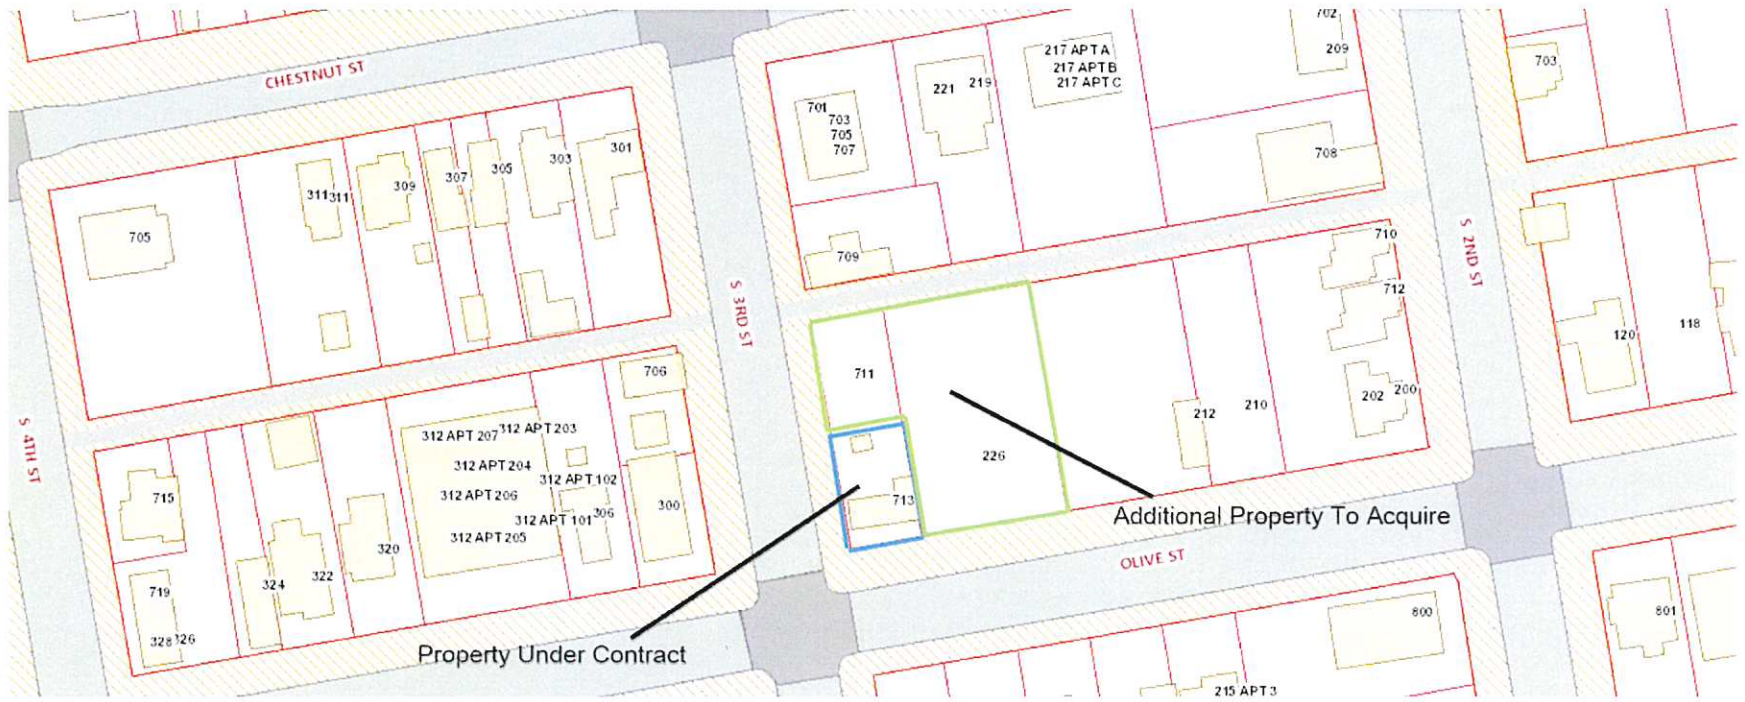 702
209
703
217 APT A
217 APT B
217 APT C
CHESTNUT ST
221
219
701
703
705
707
708
301
303
305
307
309
311
311
705
709
710
S 2ND ST
712
S 3RD ST
120
118
711
706
202
200
212
210
S 4TH ST
312 APT 207
312 APT 203
312 APT 204
226
312 APT 102
312 APT 206
715
713
300
306
312 APT 101
Additional Property To Acquire
312 APT 205
320
OLIVE ST
322
324
719
800
801
328
326
Property Under Contract
215 APT 3